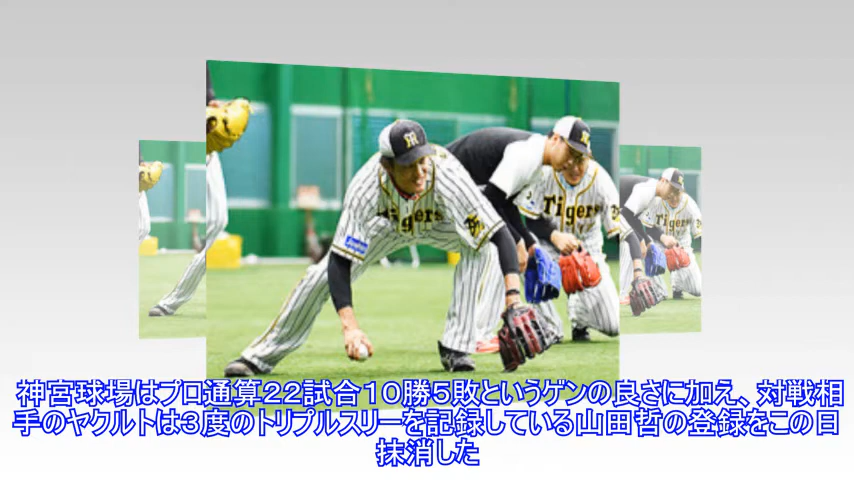 Tigers
Tigers
神宮球場はプロ通算２２試合１０勝５敗というゲンの良さに加え、対戦相
手のヤクルトは３度のトリプルスリーを記録している山田哲の登録をこの日
抹消した